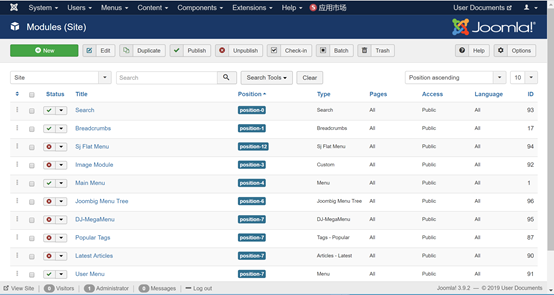 System Users Menus Content Components Extensions Help 应用市场 User Documents
Modules (Site) Joomla!
New Edit Duplicate Publish Unpublish Check-in Batch Trash Help Options
Site Search Search Tools Clear Position ascending 10
Status Title Position Type Pages Access Language ID
Search position-0 Search All Public All 93
Breadcrumbs position-1 Breadcrumbs All Public All 17
Sj Flat Menu position-12 Sj Flat Menu All Public All 94
Image Module position-3 Custom All Public All 92
Main Menu position-4 Menu All Public All 1
Joombig Menu Tree position-6 Joombig Menu Tree All Public All 96
DJ-MegaMenu position-7 DJ-MegaMenu All Public All 95
Popular Tags position-7 Tags - Popular All Public All 87
Latest Articles position-7 Articles - Latest All Public All 90
User Menu position-7 Menu All Public All 91
View Site 0 Visitors 1 Administrator 0 Messages Log out Joomla! 3.9.2 — © 2019 User Documents